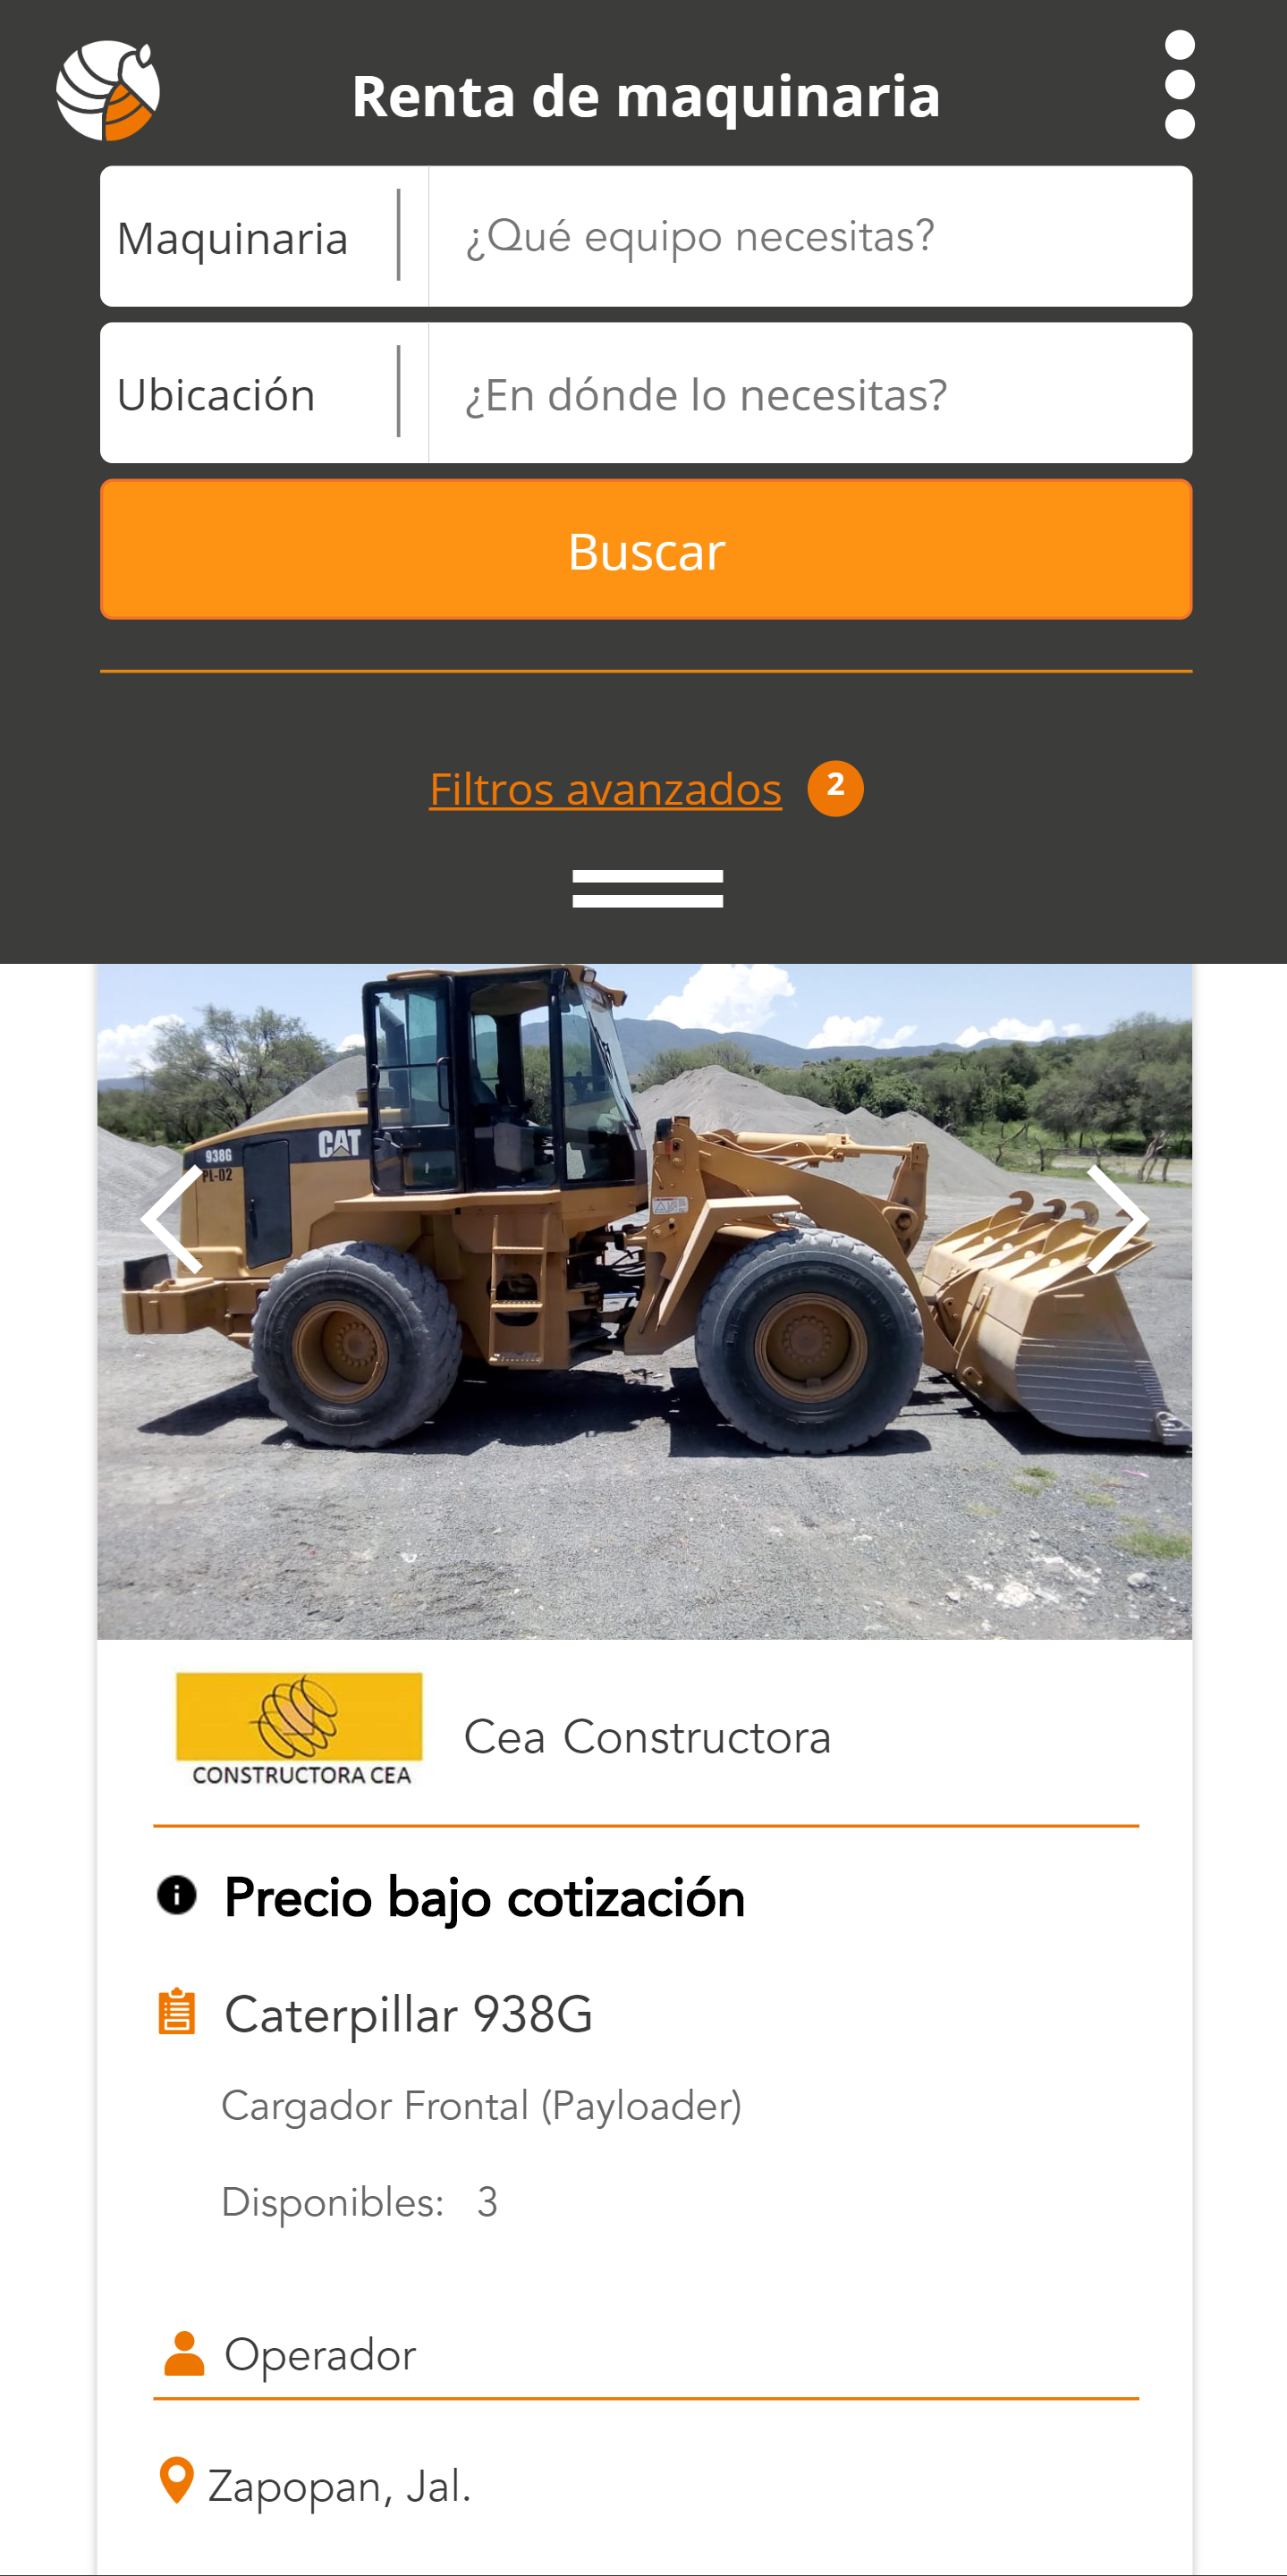 Renta de maquinaria
Maquinaria
¿Qué equipo necesitas?
Ubicación
¿En dónde lo necesitas?
Buscar
Filtros avanzados 2
CAT
938G
PL-02
CONSTRUCTORA CEA
Cea Constructora
Precio bajo cotización
Caterpillar 938G
Cargador Frontal (Payloader)
Disponibles: 3
Operador
Zapopan, Jal.